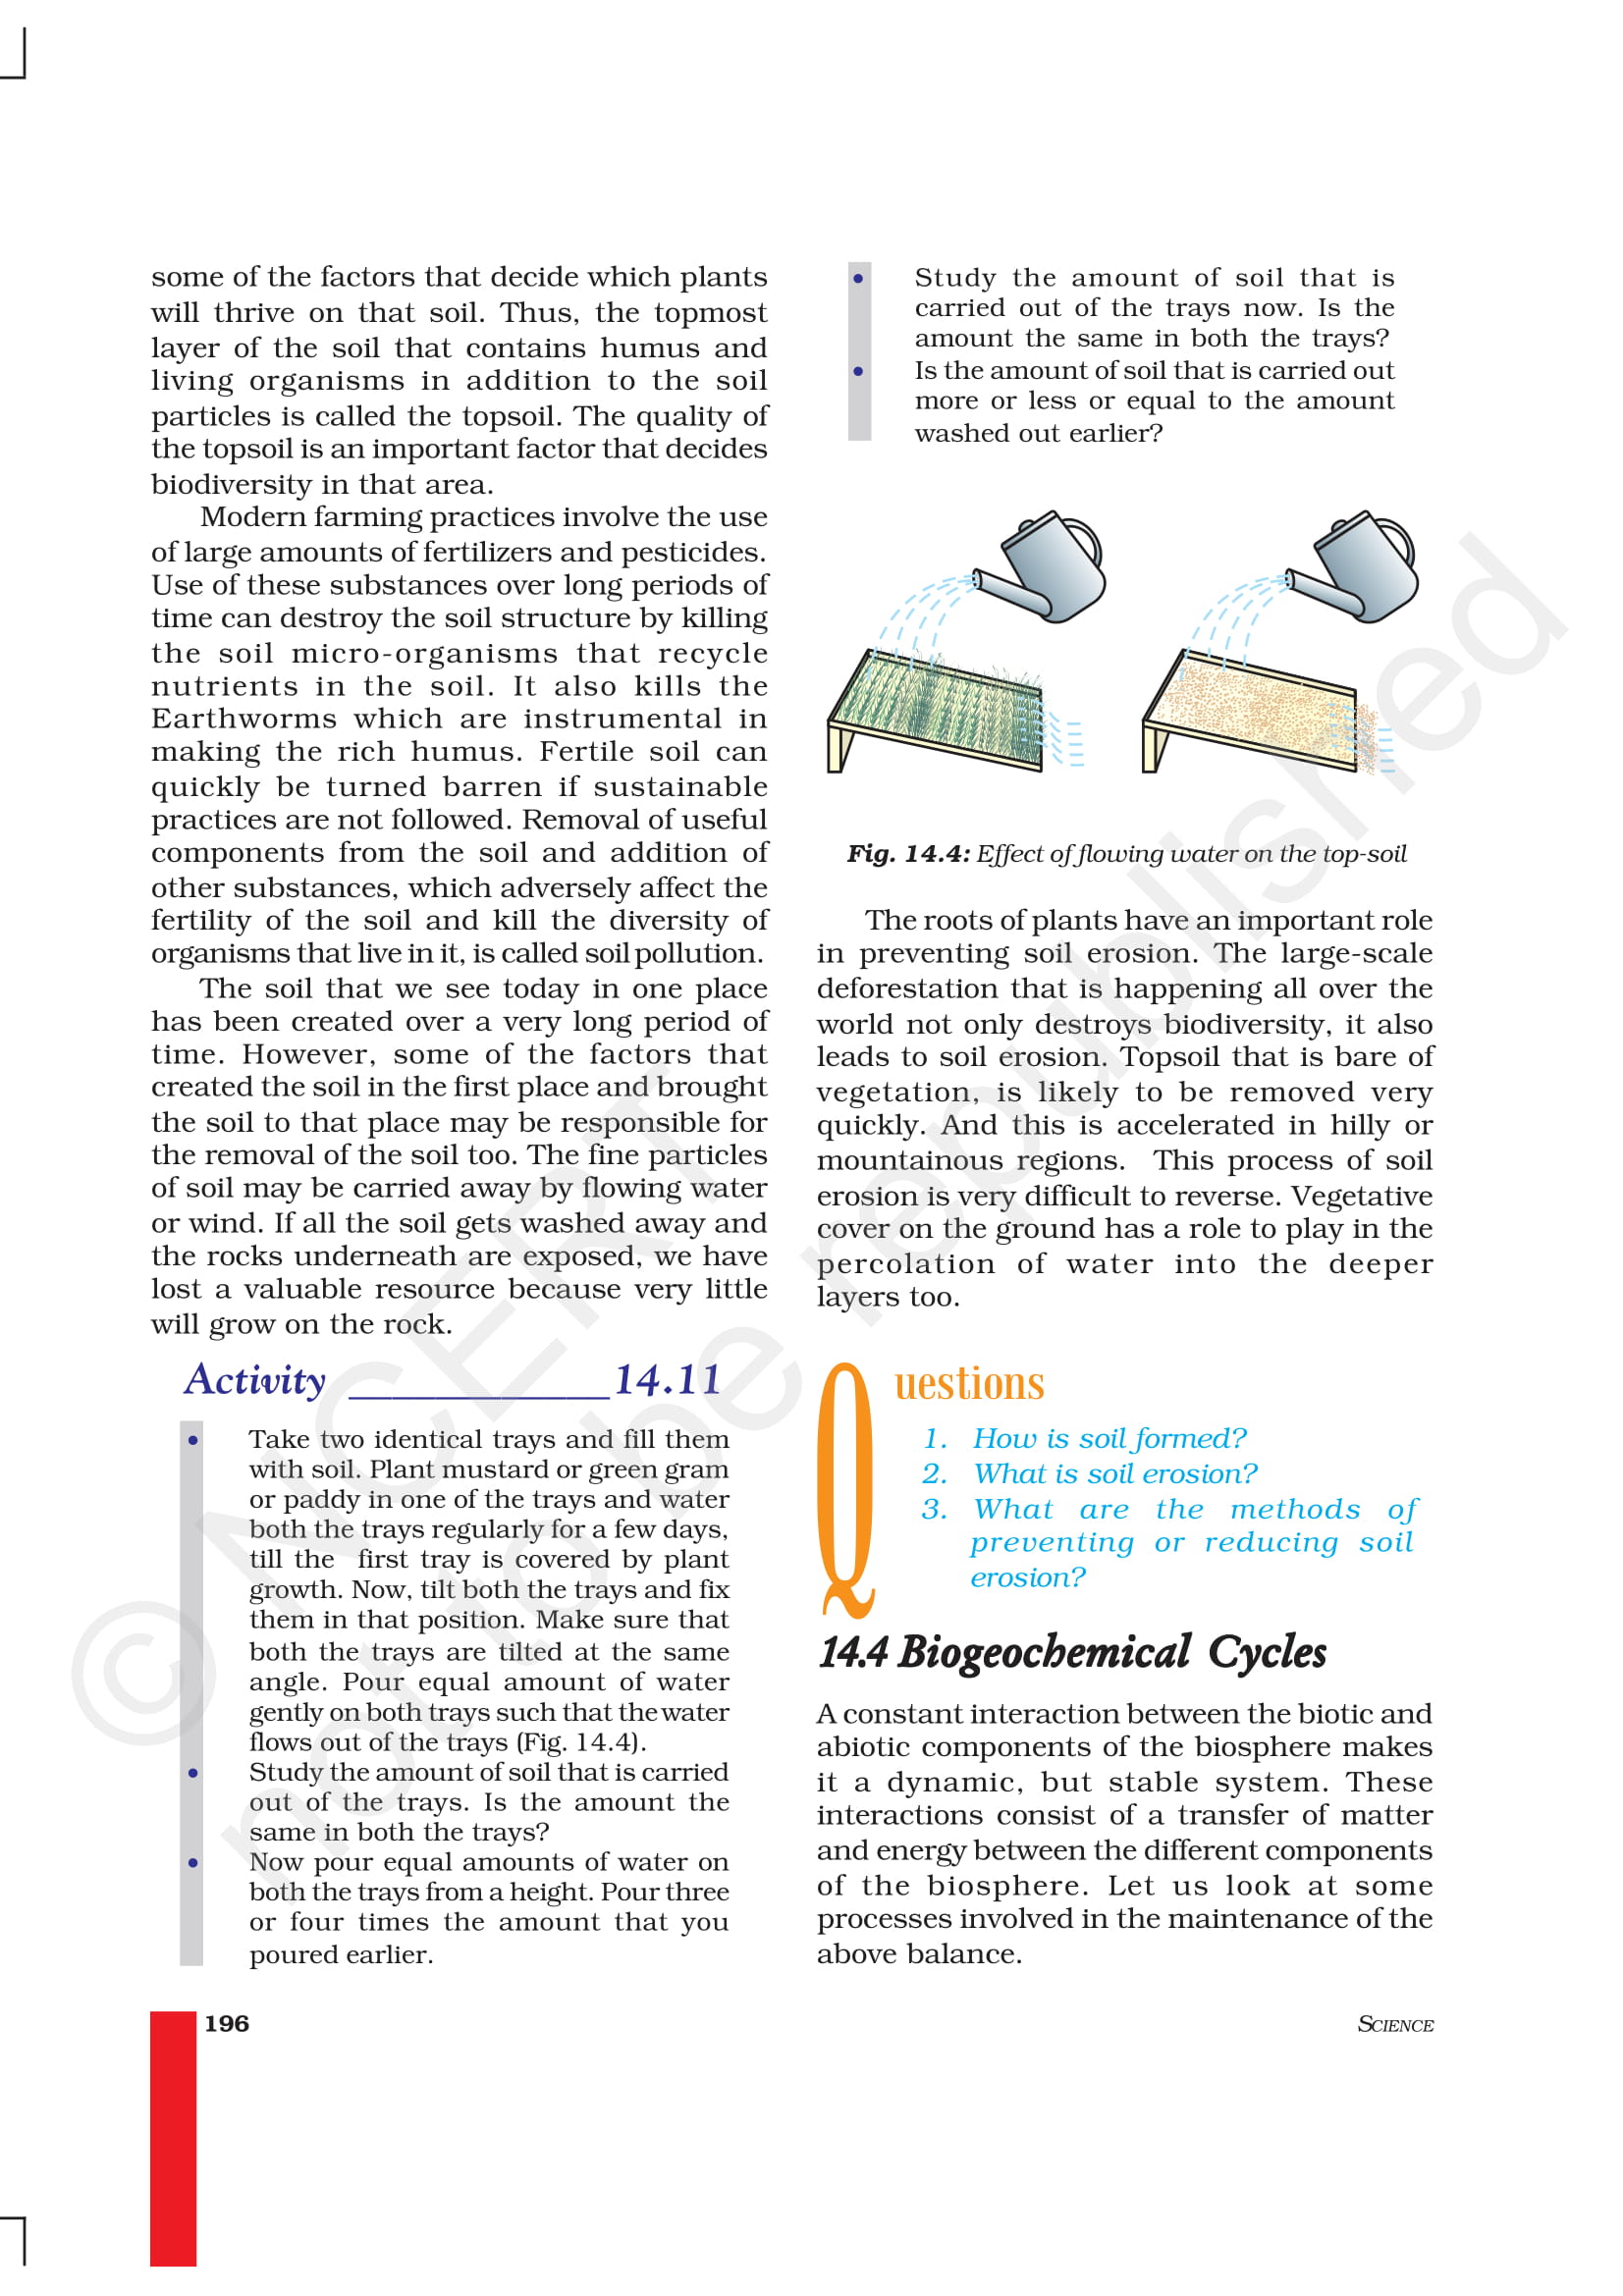 some of the factors that decide which plants
will thrive on that soil. Thus, the topmost
layer of the soil that contains humus and
living organisms in addition to the soil
particles is called the topsoil. The quality of
the topsoil is an important factor that decides
biodiversity in that area.
Modern farming practices involve the use
of large amounts of fertilizers and pesticides.
Use of these substances over long periods of
time can destroy the soil structure by killing
the soil micro-organisms that recycle
nutrients in the soil. It also kills the
Earthworms which are instrumental in
making the rich humus. Fertile soil can
quickly be turned barren if sustainable
practices are not followed. Removal of useful
components from the soil and addition of
other substances, which adversely affect the
fertility of the soil and kill the diversity of
organisms that live in it, is called soil pollution.
The soil that we see today in one place
has been created over a very long period of
time. However, some of the factors that
created the soil in the first place and brought
the soil to that place may be responsible for
the removal of the soil too. The fine particles
of soil may be carried away by flowing water
or wind. If all the soil gets washed away and
the rocks underneath are exposed, we have
lost a valuable resource because very little
will grow on the rock.
Activity ______________14.11
• Take two identical trays and fill them
with soil. Plant mustard or green gram
or paddy in one of the trays and water
both the trays regularly for a few days,
till the first tray is covered by plant
growth. Now, tilt both the trays and fix
them in that position. Make sure that
both the trays are tilted at the same
angle. Pour equal amount of water
gently on both trays such that the water
flows out of the trays (Fig. 14.4).
• Study the amount of soil that is carried
out of the trays. Is the amount the
same in both the trays?
• Now pour equal amounts of water on
both the trays from a height. Pour three
or four times the amount that you
poured earlier.
• Study the amount of soil that is
carried out of the trays now. Is the
amount the same in both the trays?
• Is the amount of soil that is carried out
more or less or equal to the amount
washed out earlier?
Fig. 14.4: Effect of flowing water on the top-soil
The roots of plants have an important role
in preventing soil erosion. The large-scale
deforestation that is happening all over the
world not only destroys biodiversity, it also
leads to soil erosion. Topsoil that is bare of
vegetation, is likely to be removed very
quickly. And this is accelerated in hilly or
mountainous regions. This process of soil
erosion is very difficult to reverse. Vegetative
cover on the ground has a role to play in the
percolation of water into the deeper
layers too.
Questions
1. How is soil formed?
2. What is soil erosion?
3. What are the methods of
preventing or reducing soil
erosion?
14.4 Biogeochemical Cycles
A constant interaction between the biotic and
abiotic components of the biosphere makes
it a dynamic, but stable system. These
interactions consist of a transfer of matter
and energy between the different components
of the biosphere. Let us look at some
processes involved in the maintenance of the
above balance.
196
SCIENCE
© NCERT
not to be republished